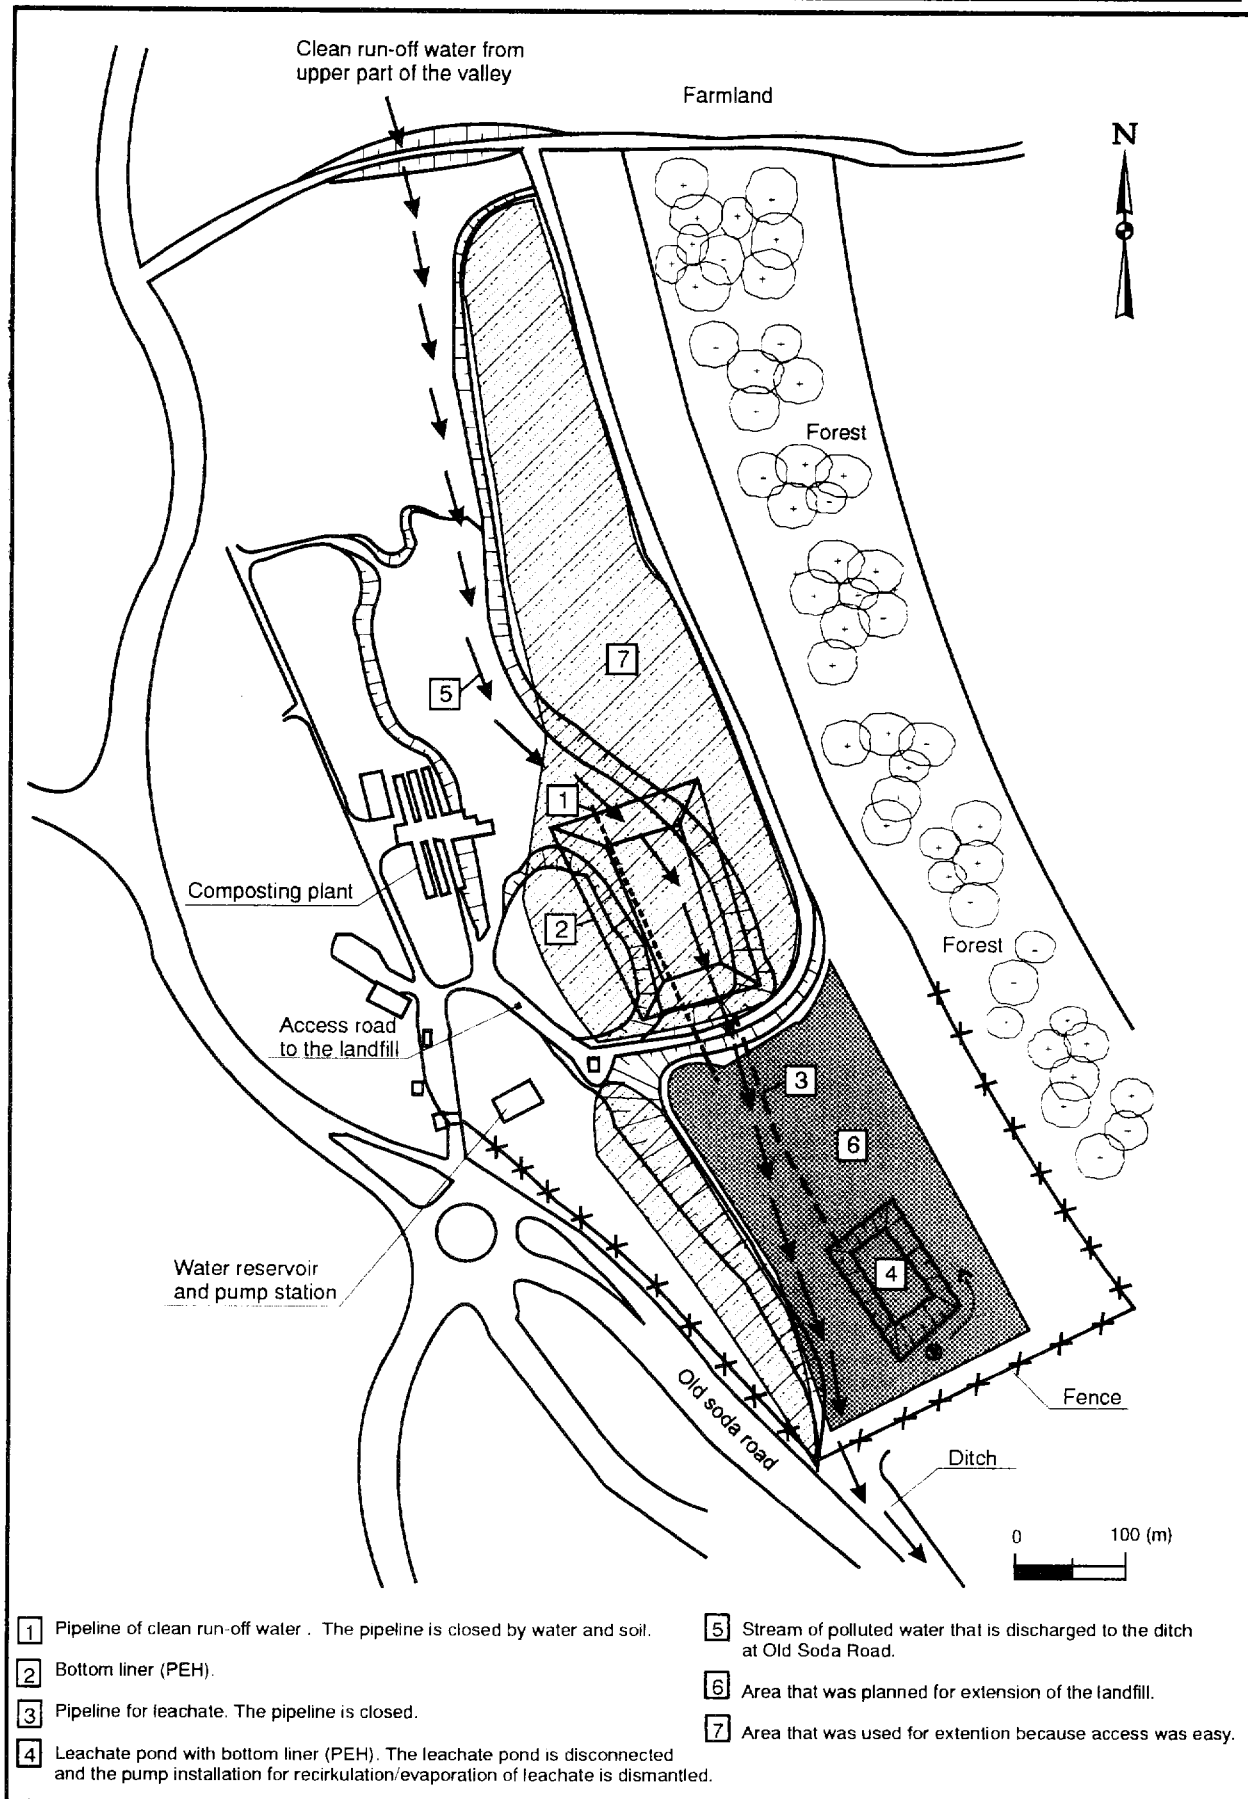 Clean run-off water from
upper part of the valley
Farmland
N
Forest
7
5
1
Composting plant
2
Forest
Access road
to the landfill
3
6
Water reservoir
and pump station
4
Old soda road
Fence
Ditch
0 100 (m)
1 Pipeline of clean run-off water . The pipeline is closed by water and soil.
2 Bottom liner (PEH).
3 Pipeline for leachate. The pipeline is closed.
4 Leachate pond with bottom liner (PEH). The leachate pond is disconnected
and the pump installation for recirkulation/evaporation of leachate is dismantled.
5 Stream of polluted water that is discharged to the ditch
at Old Soda Road.
6 Area that was planned for extension of the landfill.
7 Area that was used for extention because access was easy.